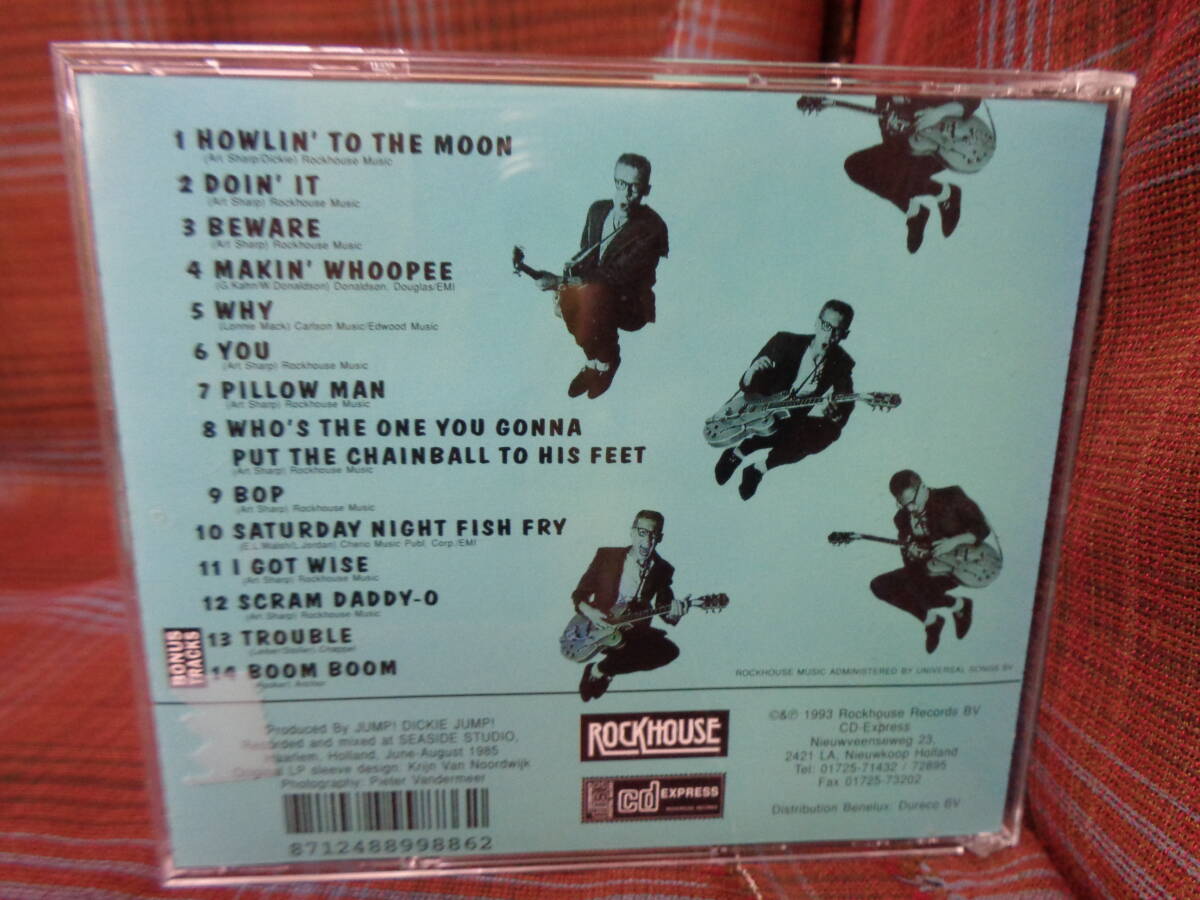 1 HOWLIN' TO THE MOON
(Art Sharp/Dickie) Rockhouse Music
2 DOIN' IT
(Art Sharp) Rockhouse Music
3 BEWARE
(Art Sharp) Rockhouse Music
4 MAKIN' WHOOPEE
(G.Kahn/W.Donaldson) Donaldson, Douglas/EMI
5 WHY
(Lonnie Mack) Carlson Music/Edwood Music
6 YOU
(Art Sharp) Rockhouse Music
7 PILLOW MAN
(Art Sharp) Rockhouse Music
8 WHO'S THE ONE YOU GONNA
PUT THE CHAINBALL TO HIS FEET
(Art Sharp) Rockhouse Music
9 BOP
(Art Sharp) Rockhouse Music
10 SATURDAY NIGHT FISH FRY
(E.L.Walsh/L.Jordan) Cherio Music Publ. Corp./EMI
11 I GOT WISE
(Art Sharp) Rockhouse Music
12 SCRAM DADDY-O
(Art Sharp) Rockhouse Music
BONUS
TRACKS
13 TROUBLE
(Leiber/Stoller) Chappel
14 BOOM BOOM
ROCKHOUSE MUSIC ADMINISTERED BY UNIVERSAL SONGS BV
Produced By JUMP! DICKIE JUMP!
Recorded and mixed at SEASIDE STUDIO,
Haarlem, Holland, June-August 1985
Original LP sleeve design: Krijn Van Noordwijk
Photography: Pieter Vandermeer
8712488998862
ROCKHOUSE
cd EXPRESS
©&℗ 1993 Rockhouse Records BV
CD-Express
Nieuwveenseweg 23,
2421 LA, Nieuwkoop Holland
Tel: 01725-71432 / 72895
Fax 01725-73202
Distribution Benelux: Dureco BV